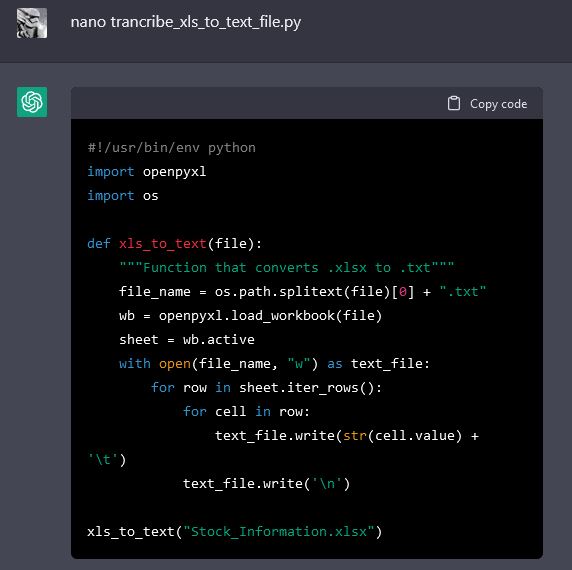 nano trancribe_xls_to_text_file.py
Copy code
#!/usr/bin/env python
import openpyxl
import os
def xls_to_text(file):
"""Function that converts .xlsx to .txt"""
file_name = os.path.splitext(file)[0] + ".txt"
wb = openpyxl.load_workbook(file)
sheet = wb.active
with open(file_name, "w") as text_file:
for row in sheet.iter_rows():
for cell in row:
text_file.write(str(cell.value) +
'\t')
text_file.write('\n')
xls_to_text("Stock_Information.xlsx")